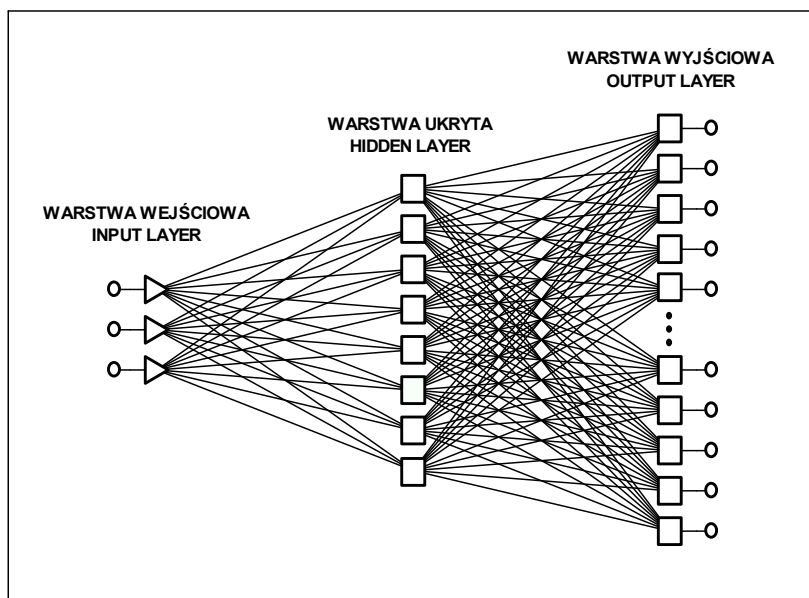 WARSTWA WYJŚCIOWA
OUTPUT LAYER
WARSTWA UKRYTA
HIDDEN LAYER
WARSTWA WEJŚCIOWA
INPUT LAYER